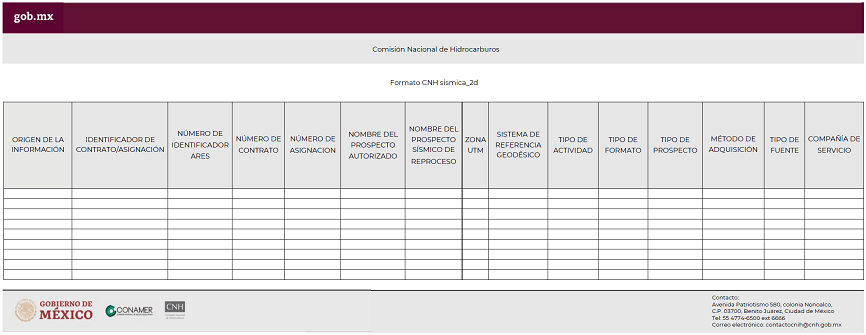 gob.mx
Comisión Nacional de Hidrocarburos
Formato CNH sísmica_2d
ORIGEN DE LA
INFORMACIÓN
IDENTIFICADOR DE
CONTRATO/ASIGNACIÓN
NÚMERO DE
IDENTIFICADOR
ARES
NÚMERO DE
CONTRATO
NÚMERO DE
ASIGNACION
NOMBRE DEL
PROSPECTO
AUTORIZADO
NOMBRE DEL
PROSPECTO
SÍSMICO DE
REPROCESO
ZONA
UTM
SISTEMA DE
REFERENCIA
GEODÉSICO
TIPO DE
ACTIVIDAD
TIPO DE
FORMATO
TIPO DE
PROSPECTO
MÉTODO DE
ADQUISICIÓN
TIPO DE
FUENTE
COMPAÑÍA DE
SERVICIO
GOBIERNO DE
MÉXICO
CONAMER
CNH
Contacto:
Avenida Patriotismo 580, colonia Nonoalco,
C.P. 03700, Benito Juárez, Ciudad de México
Tel: 55 4774-6500 ext 6666
Correo electrónico: contactocnih@cnh.gob.mx